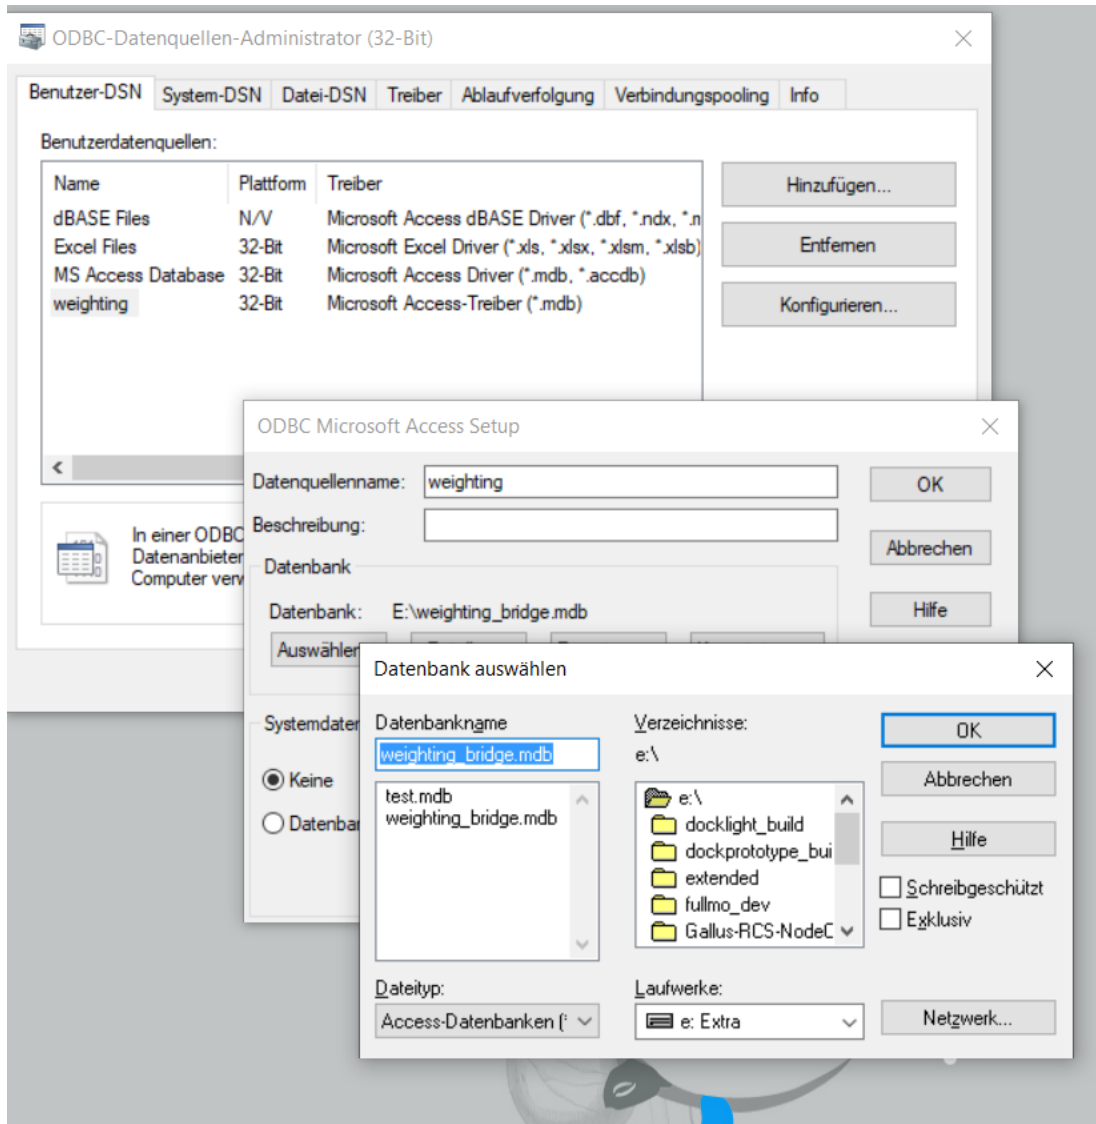 ODBC-Datenquellen-Administrator (32-Bit)
Benutzer-DSN System-DSN Datei-DSN Treiber Ablaufverfolgung Verbindungspooling Info
Benutzerdatenquellen:
Name Plattform Treiber
dBASE Files N/V Microsoft Access dBASE Driver (*.dbf, *.ndx, *.n
Excel Files 32-Bit Microsoft Excel Driver (*.xls, *.xlsx, *.xlsm, *.xlsb)
MS Access Database 32-Bit Microsoft Access Driver (*.mdb, *.accdb)
weighting 32-Bit Microsoft Access-Treiber (*.mdb)
Hinzufügen...
Entfernen
Konfigurieren...
In einer ODBC
Datenanbieter
Computer verw
ODBC Microsoft Access Setup
Datenquellenname: weighting
Beschreibung:
OK
Abbrechen
Hilfe
Datenbank
Datenbank: E:\weighting_bridge.mdb
Auswählen
Systemdaten
Keine
Datenban
Datenbank auswählen
Datenbankname
weighting_bridge.mdb
test.mdb
weighting_bridge.mdb
Dateityp:
Access-Datenbanken (*
Verzeichnisse:
e:\
e:\
docklight_build
dockprototype_bui
extended
fullmo_dev
Gallus-RCS-NodeC
Laufwerke:
e: Extra
OK
Abbrechen
Hilfe
Schreibgeschützt
Exklusiv
Netzwerk...